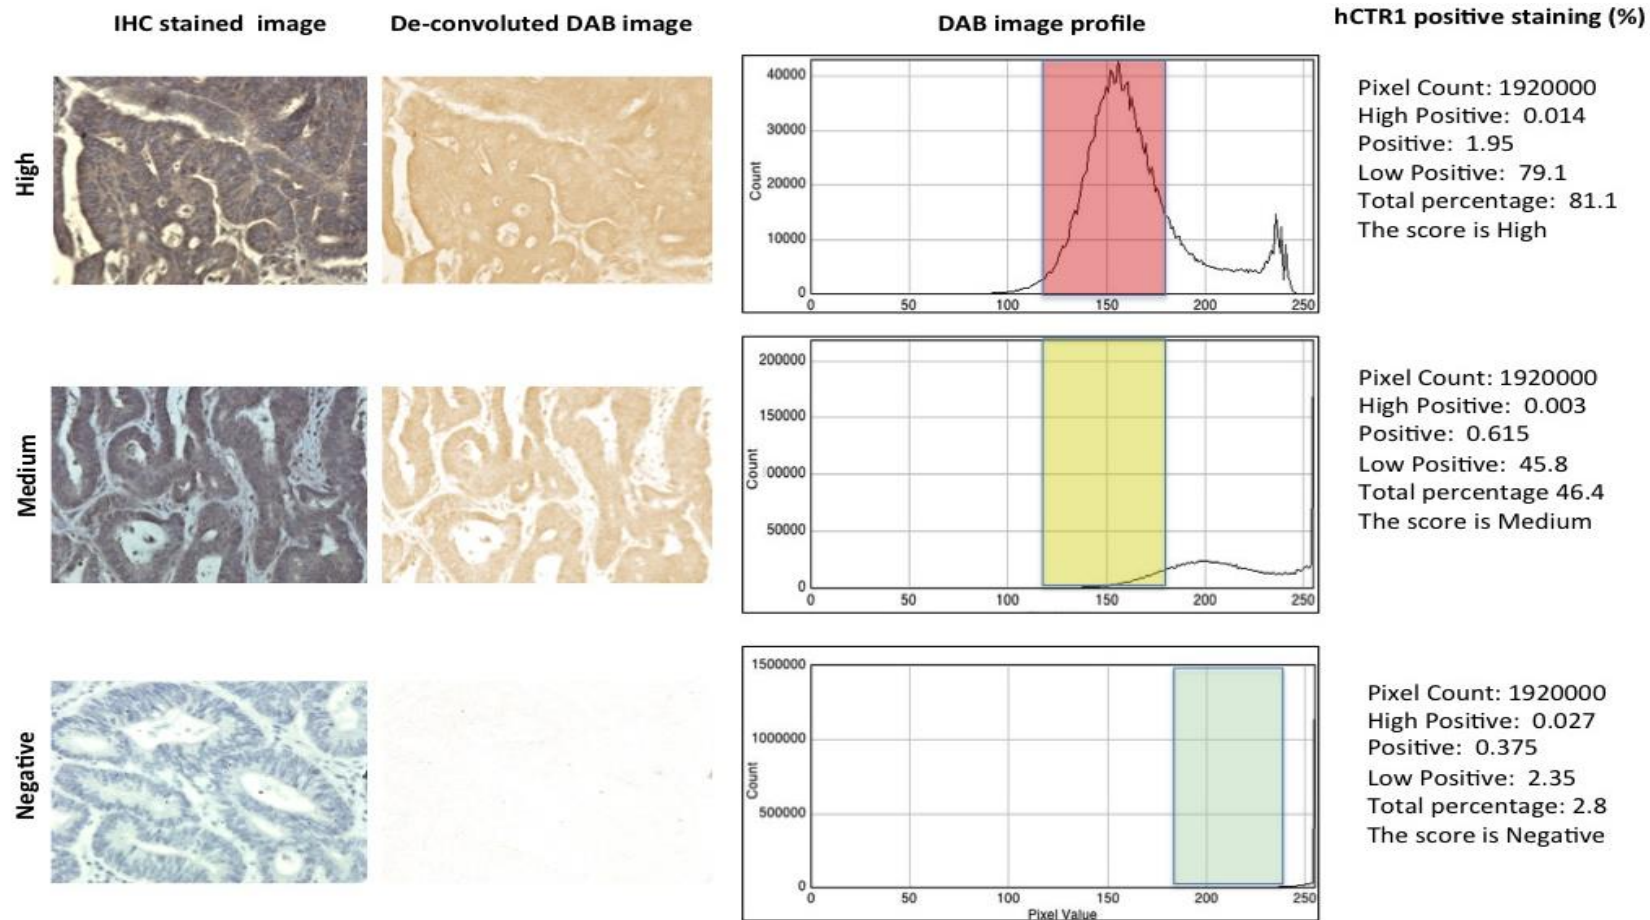 IHC stained image
De-convoluted DAB image
DAB image profile
hCTR1 positive staining (%)
High
Count
40000
30000
20000
10000
0
0 50 100 150 200 250
Pixel Count: 1920000
High Positive: 0.014
Positive: 1.95
Low Positive: 79.1
Total percentage: 81.1
The score is High
Medium
Count
200000
150000
00000
50000
0
0 50 100 150 200 250
Pixel Count: 1920000
High Positive: 0.003
Positive: 0.615
Low Positive: 45.8
Total percentage 46.4
The score is Medium
Negative
Count
1500000
1000000
500000
0
0 50 100 150 200 250
Pixel Value
Pixel Count: 1920000
High Positive: 0.027
Positive: 0.375
Low Positive: 2.35
Total percentage: 2.8
The score is Negative